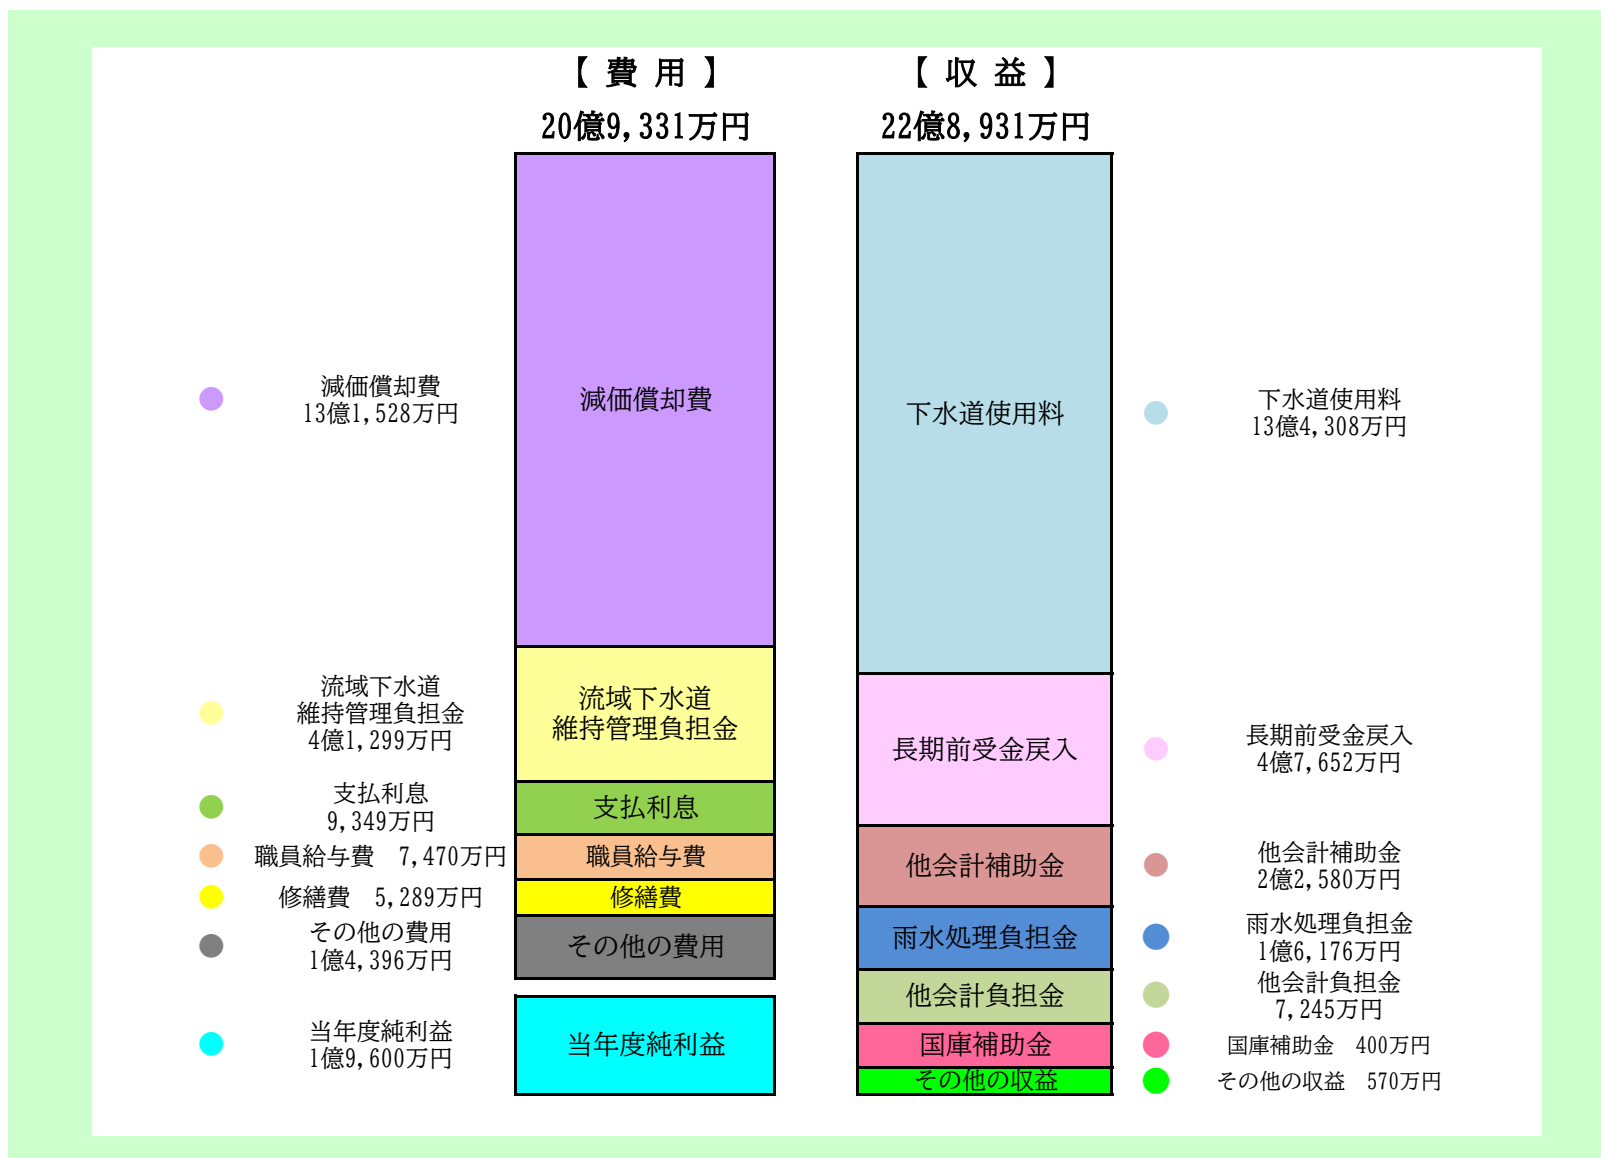 【 費 用 】
20億9,331万円
【 収 益 】
22億8,931万円
減価償却費
13億1,528万円
流域下水道
維持管理負担金
4億1,299万円
支払利息
9,349万円
職員給与費　7,470万円
修繕費　5,289万円
その他の費用
1億4,396万円
当年度純利益
1億9,600万円
減価償却費
流域下水道
維持管理負担金
支払利息
職員給与費
修繕費
その他の費用
当年度純利益
下水道使用料
長期前受金戻入
他会計補助金
雨水処理負担金
他会計負担金
国庫補助金
その他の収益
下水道使用料
13億4,308万円
長期前受金戻入
4億7,652万円
他会計補助金
2億2,580万円
雨水処理負担金
1億6,176万円
他会計負担金
7,245万円
国庫補助金　400万円
その他の収益　570万円